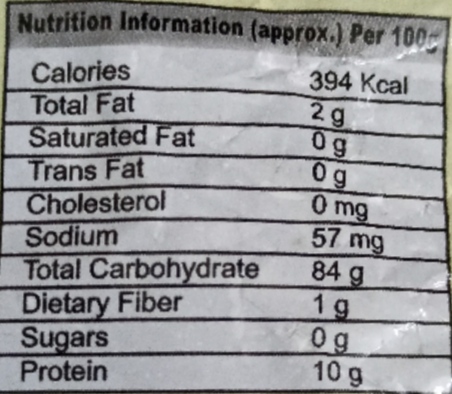 Nutrition Information (approx.) Per 100g
Calories 394 Kcal
Total Fat 2 g
Saturated Fat 0 g
Trans Fat 0 g
Cholesterol 0 mg
Sodium 57 mg
Total Carbohydrate 84 g
Dietary Fiber 1 g
Sugars 0 g
Protein 10 g